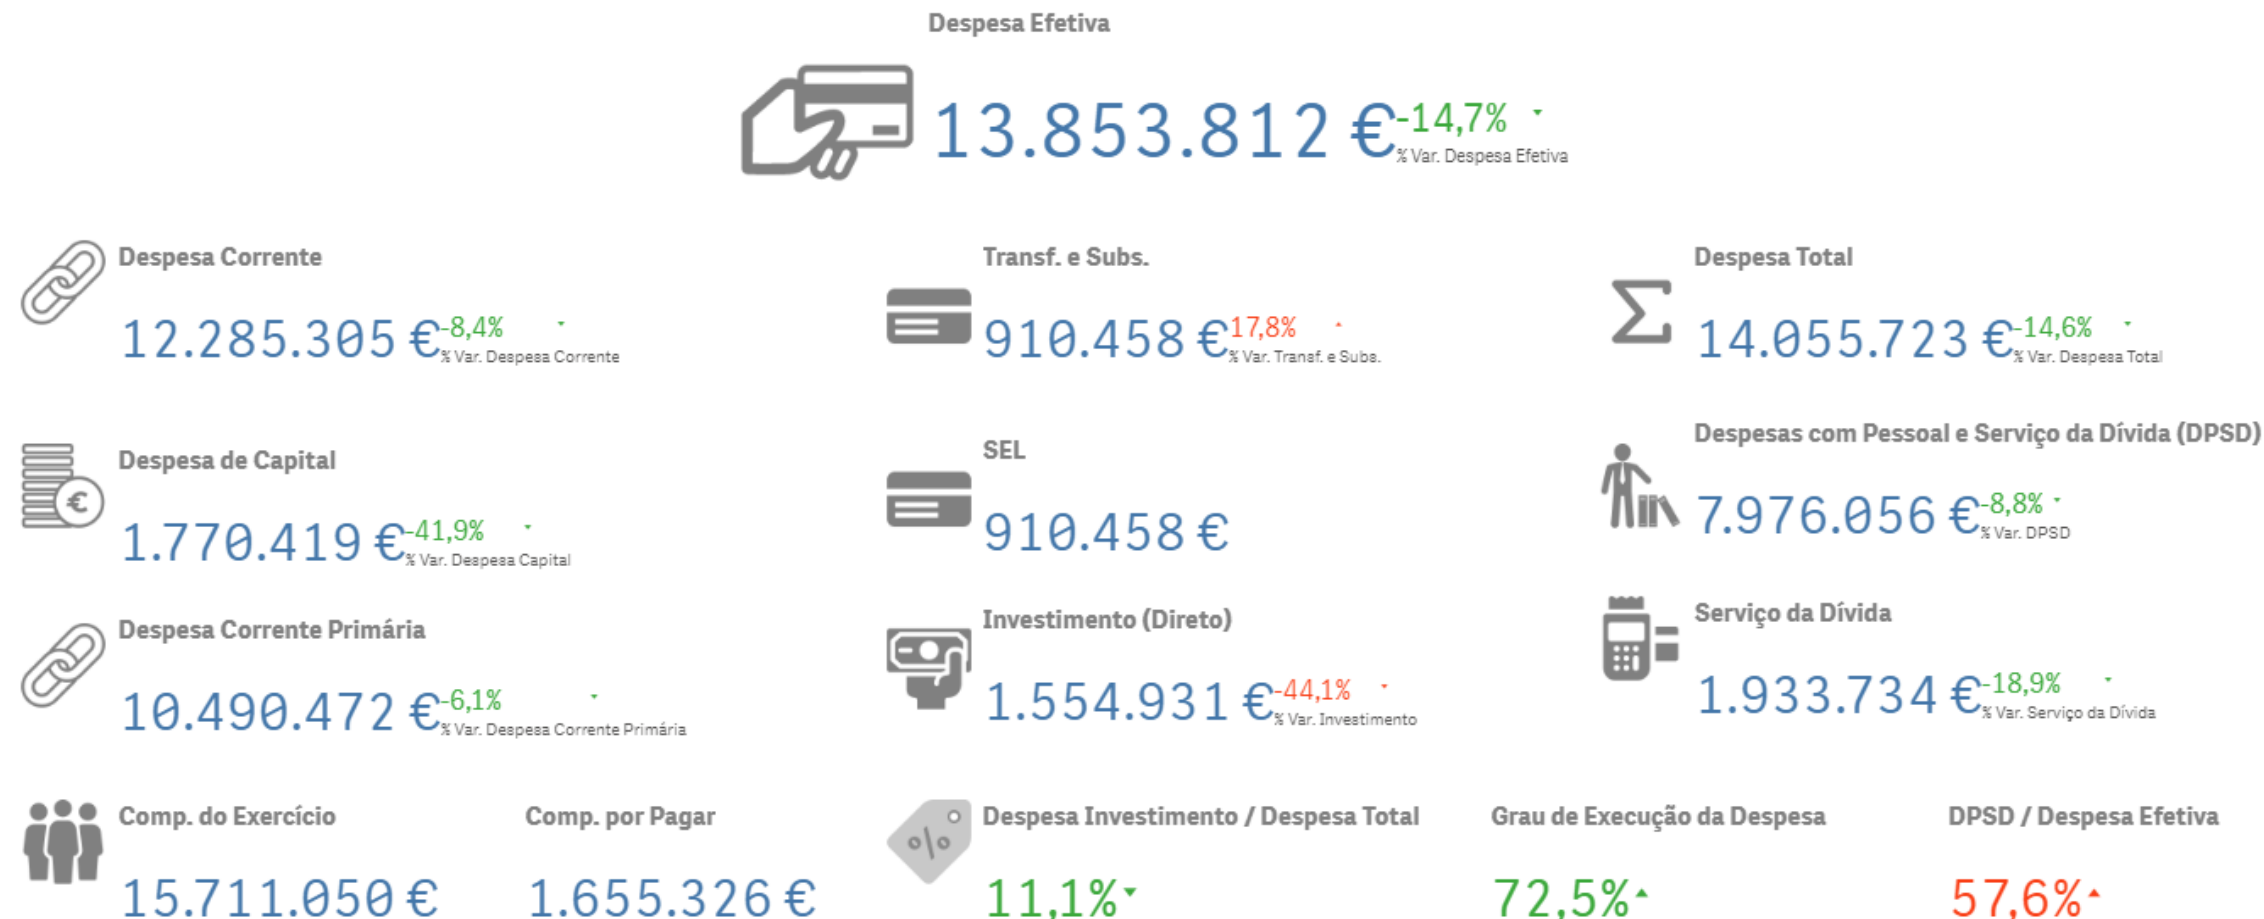 Despesa Efetiva
13.853.812 €
-14,7%
% Var. Despesa Efetiva
Despesa Corrente
12.285.305 €
-8,4%
% Var. Despesa Corrente
Transf. e Subs.
910.458 €
17,8%
% Var. Transf. e Subs.
Despesa Total
14.055.723 €
-14,6%
% Var. Despesa Total
Despesa de Capital
1.770.419 €
-41,9%
% Var. Despesa Capital
SEL
910.458 €
Despesas com Pessoal e Serviço da Dívida (DPSD)
7.976.056 €
-8,8%
% Var. DPSD
Despesa Corrente Primária
10.490.472 €
-6,1%
% Var. Despesa Corrente Primária
Investimento (Direto)
1.554.931 €
-44,1%
% Var. Investimento
Serviço da Dívida
1.933.734 €
-18,9%
% Var. Serviço da Dívida
Comp. do Exercício
15.711.050 €
Comp. por Pagar
1.655.326 €
Despesa Investimento / Despesa Total
11,1%
Grau de Execução da Despesa
72,5%
DPSD / Despesa Efetiva
57,6%